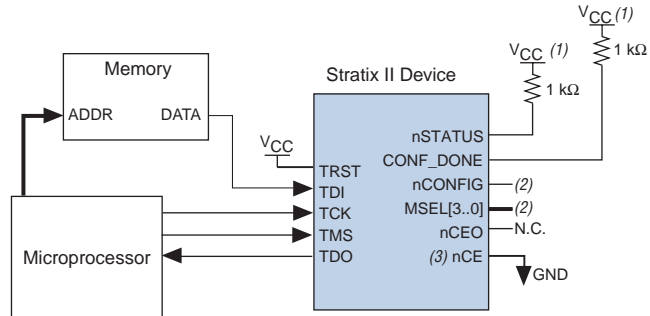 VCC (1)
VCC (1)
1 kΩ
Memory
Stratix II Device
1 kΩ
ADDR DATA
nSTATUS
VCC
CONF_DONE
TRST
nCONFIG (2)
TDI
MSEL[3..0] (2)
TCK
nCEO N.C.
TMS
Microprocessor
TDO
(3) nCE
GND